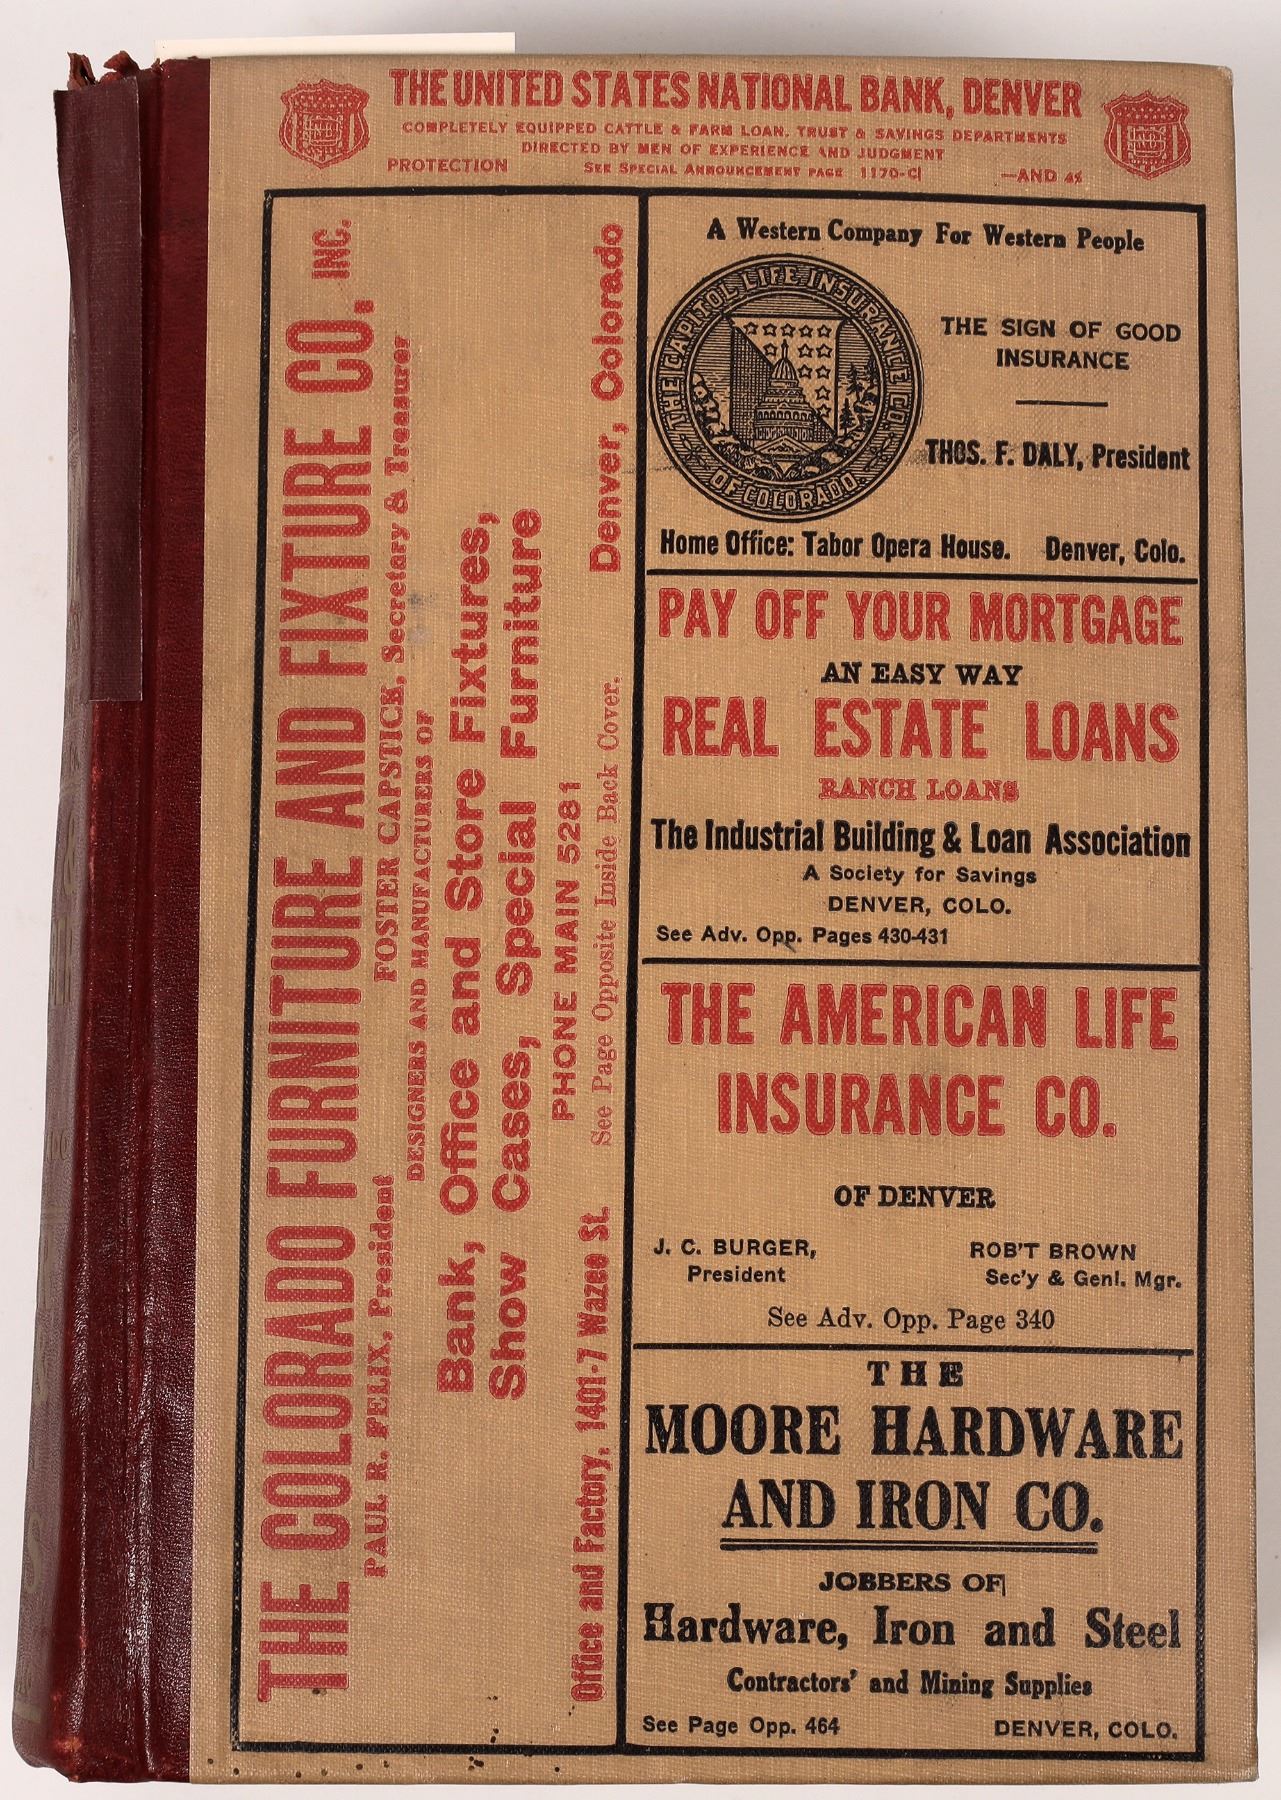 THE UNITED STATES NATIONAL BANK, DENVER
COMPLETELY EQUIPPED CATTLE & FARM LOAN. TRUST & SAVINGS DEPARTMENTS
DIRECTED BY MEN OF EXPERIENCE AND JUDGMENT
PROTECTION SEE SPECIAL ANNOUNCEMENT PAGE 1170-C —AND 4%
THE COLORADO FURNITURE AND FIXTURE CO. INC.
PAUL R. FELIX, President FOSTER CAPSTICK, Secretary & Treasurer
DESIGNERS AND MANUFACTURERS OF
Bank, Office and Store Fixtures,
Show Cases, Special Furniture
PHONE MAIN 5281
Office and Factory, 1401-7 Wazee St. See Page Opposite Inside Back Cover. Denver, Colorado
A Western Company For Western People
THE CAPITOL LIFE INSURANCE CO.
OF COLORADO
THE SIGN OF GOOD
INSURANCE
THOS. F. DALY, President
Home Office: Tabor Opera House. Denver, Colo.
PAY OFF YOUR MORTGAGE
AN EASY WAY
REAL ESTATE LOANS
RANCH LOANS
The Industrial Building & Loan Association
A Society for Savings
DENVER, COLO.
See Adv. Opp. Pages 430-431
THE AMERICAN LIFE
INSURANCE CO.
OF DENVER
J. C. BURGER, ROB'T BROWN
President Sec'y & Genl. Mgr.
See Adv. Opp. Page 340
THE
MOORE HARDWARE
AND IRON CO.
JOBBERS OF
Hardware, Iron and Steel
Contractors' and Mining Supplies
See Page Opp. 464 DENVER, COLO.